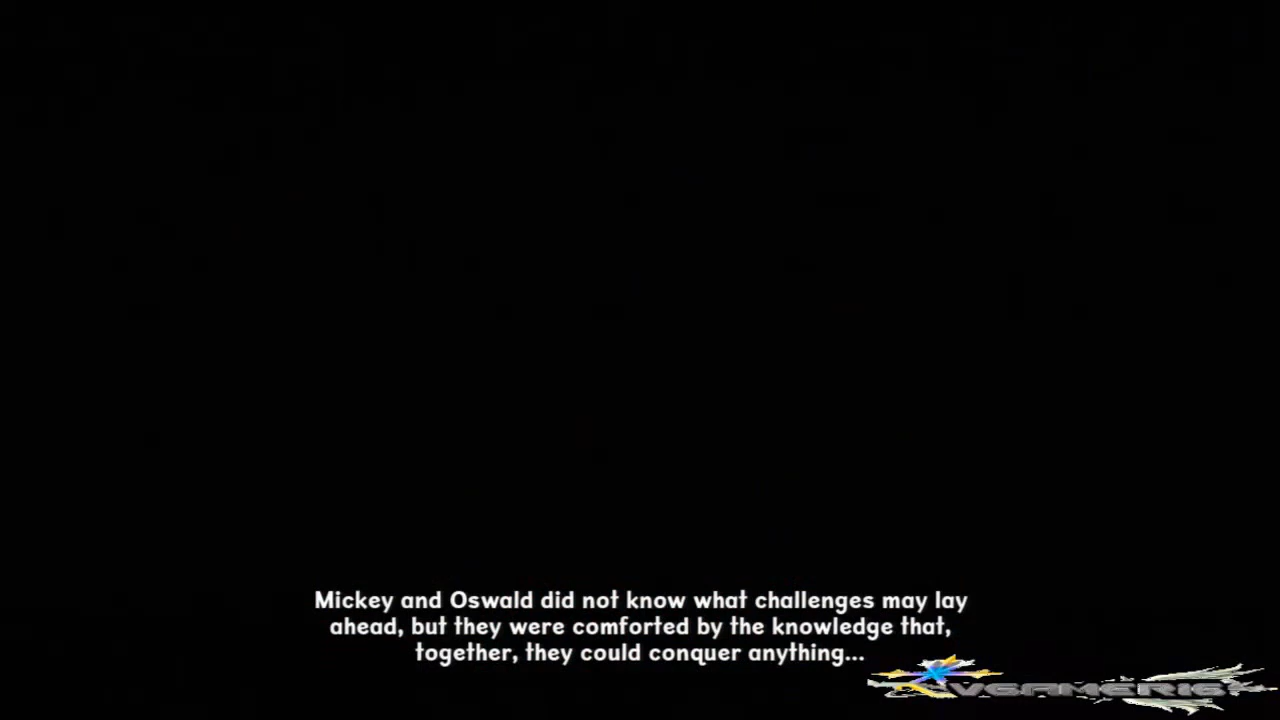 Mickey and Oswald did not know what challenges may lay
ahead, but they were comforted by the knowledge that,
together, they could conquer anything...
VGAMER16